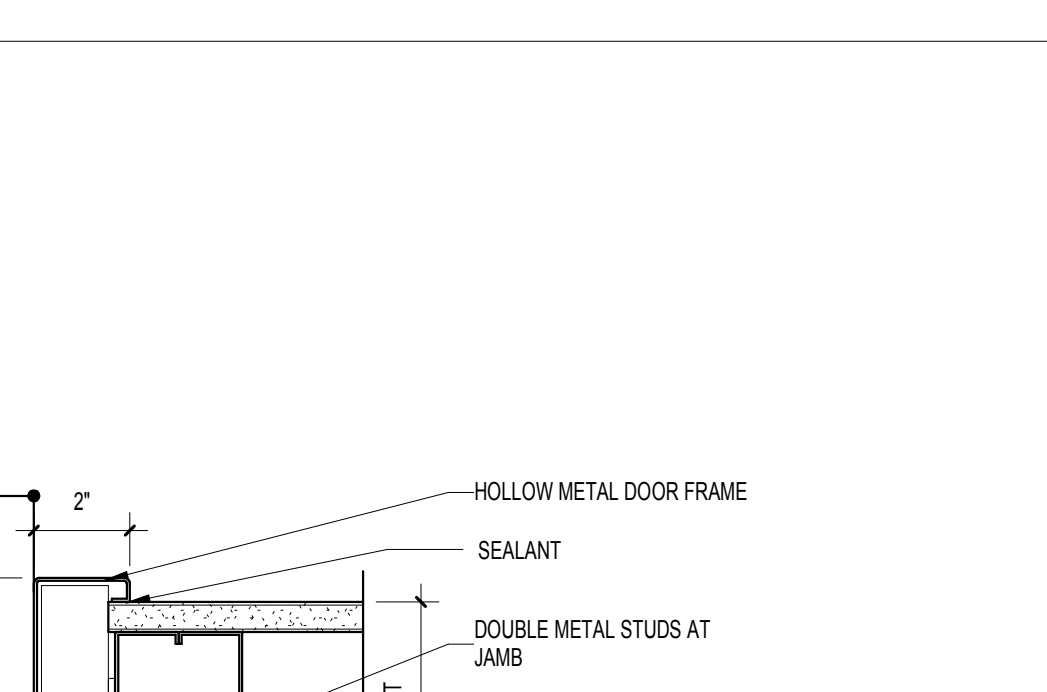 HOLLOW METAL DOOR FRAME
2"
SEALANT
DOUBLE METAL STUDS AT
JAMB